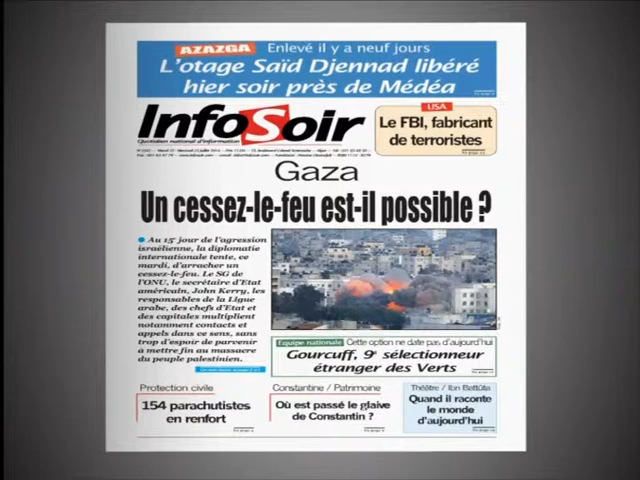 AZAZGA Enlevé il y a neuf jours
L'otage Saïd Djennad libéré
hier soir près de Médéa
InfoSoir
Quotidien national d'information
USA
Le FBI, fabricant
de terroristes
Gaza
Un cessez-le-feu est-il possible ?
Au 15e jour de l'agression
israélienne, la diplomatie
internationale tente, ce
mardi, d'arracher un
cessez-le-feu. Le SG de
l'ONU, le secrétaire d'Etat
américain, John Kerry, les
responsables de la Ligue
arabe, des chefs d'Etat et
des capitales multiplient
notamment contacts et
appels dans ce sens, sans
trop d'espoir de parvenir
à mettre fin au massacre
du peuple palestinien.
Equipe nationale Cette option ne date pas d'aujourd'hui
Gourcuff, 9e sélectionneur
étranger des Verts
Protection civile
154 parachutistes
en renfort
Constantine / Patrimoine
Où est passé le glaive
de Constantin ?
Théâtre / Ibn Battûta
Quand il raconte
le monde
d'aujourd'hui